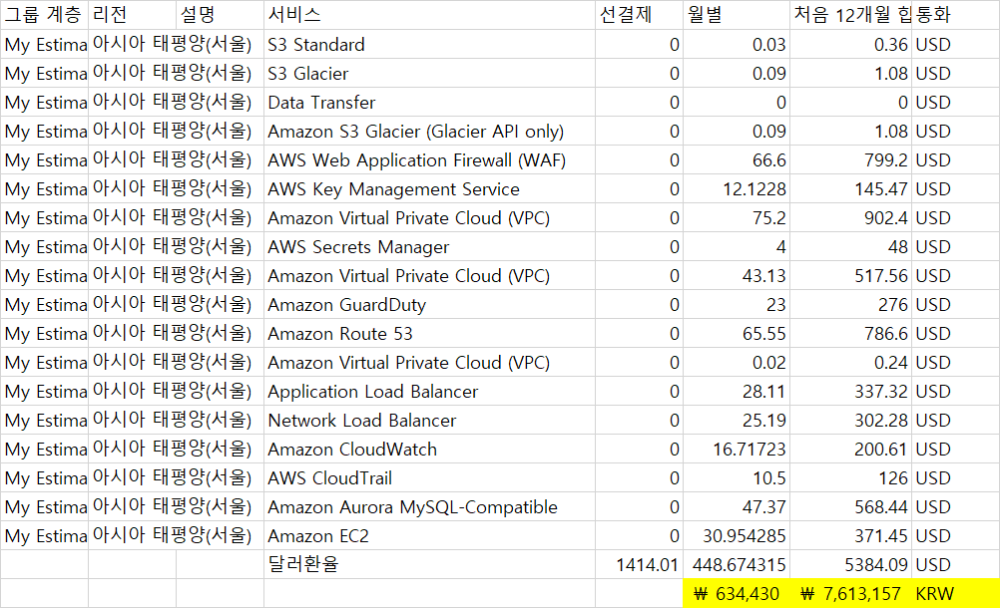 그룹 계층 리전 설명 서비스 선결제 월별 처음 12개월 합 통화
My Estima 아시아 태평양(서울) S3 Standard 0 0.03 0.36 USD
My Estima 아시아 태평양(서울) S3 Glacier 0 0.09 1.08 USD
My Estima 아시아 태평양(서울) Data Transfer 0 0 0 USD
My Estima 아시아 태평양(서울) Amazon S3 Glacier (Glacier API only) 0 0.09 1.08 USD
My Estima 아시아 태평양(서울) AWS Web Application Firewall (WAF) 0 66.6 799.2 USD
My Estima 아시아 태평양(서울) AWS Key Management Service 0 12.1228 145.47 USD
My Estima 아시아 태평양(서울) Amazon Virtual Private Cloud (VPC) 0 75.2 902.4 USD
My Estima 아시아 태평양(서울) AWS Secrets Manager 0 4 48 USD
My Estima 아시아 태평양(서울) Amazon Virtual Private Cloud (VPC) 0 43.13 517.56 USD
My Estima 아시아 태평양(서울) Amazon GuardDuty 0 23 276 USD
My Estima 아시아 태평양(서울) Amazon Route 53 0 65.55 786.6 USD
My Estima 아시아 태평양(서울) Amazon Virtual Private Cloud (VPC) 0 0.02 0.24 USD
My Estima 아시아 태평양(서울) Application Load Balancer 0 28.11 337.32 USD
My Estima 아시아 태평양(서울) Network Load Balancer 0 25.19 302.28 USD
My Estima 아시아 태평양(서울) Amazon CloudWatch 0 16.71723 200.61 USD
My Estima 아시아 태평양(서울) AWS CloudTrail 0 10.5 126 USD
My Estima 아시아 태평양(서울) Amazon Aurora MySQL-Compatible 0 47.37 568.44 USD
My Estima 아시아 태평양(서울) Amazon EC2 0 30.954285 371.45 USD
달러환율 1414.01 448.674315 5384.09 USD
₩ 634,430 ₩ 7,613,157 KRW